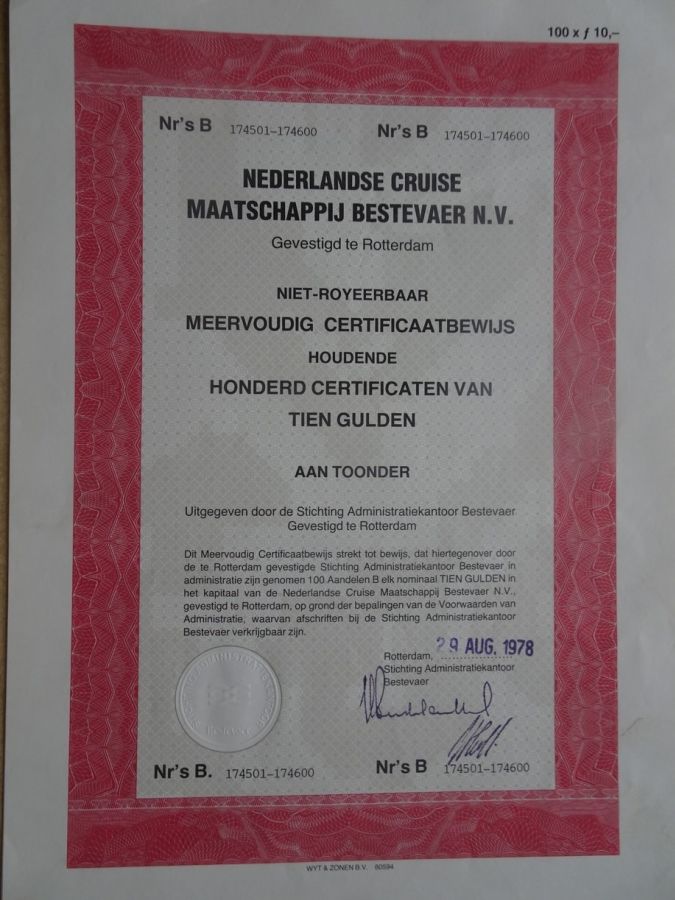 100 x ƒ 10,–
Nr's B 174501–174600 Nr's B 174501–174600
NEDERLANDSE CRUISE
MAATSCHAPPIJ BESTEVAER N.V.
Gevestigd te Rotterdam
NIET-ROYEERBAAR
MEERVOUDIG CERTIFICAATBEWIJS
HOUDENDE
HONDERD CERTIFICATEN VAN
TIEN GULDEN
AAN TOONDER
Uitgegeven door de Stichting Administratiekantoor Bestevaer
Gevestigd te Rotterdam
Dit Meervoudig Certificaatbewijs strekt tot bewijs, dat hiertegenover door
de te Rotterdam gevestigde Stichting Administratiekantoor Bestevaer in
administratie zijn genomen 100 Aandelen B elk nominaal TIEN GULDEN in
het kapitaal van de Nederlandse Cruise Maatschappij Bestevaer N.V.,
gevestigd te Rotterdam, op grond der bepalingen van de Voorwaarden van
Administratie, waarvan afschriften bij de Stichting Administratiekantoor
Bestevaer verkrijgbaar zijn.
Rotterdam, 29 AUG. 1978
Stichting Administratiekantoor
Bestevaer
Nr's B. 174501–174600 Nr's B 174501–174600
WYT & ZONEN B.V. 80594